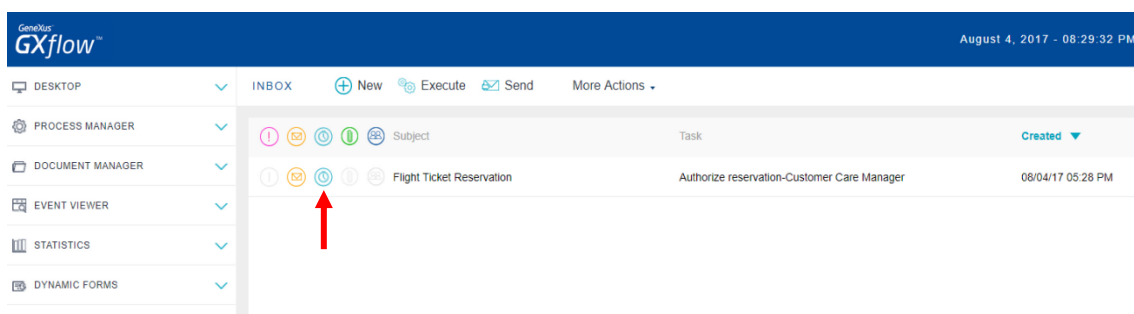 GeneXus
GXflow™
August 4, 2017 - 08:29:32 PM
DESKTOP
INBOX New Execute Send More Actions
PROCESS MANAGER
Subject Task Created
DOCUMENT MANAGER
Flight Ticket Reservation Authorize reservation-Customer Care Manager 08/04/17 05:28 PM
EVENT VIEWER
STATISTICS
DYNAMIC FORMS